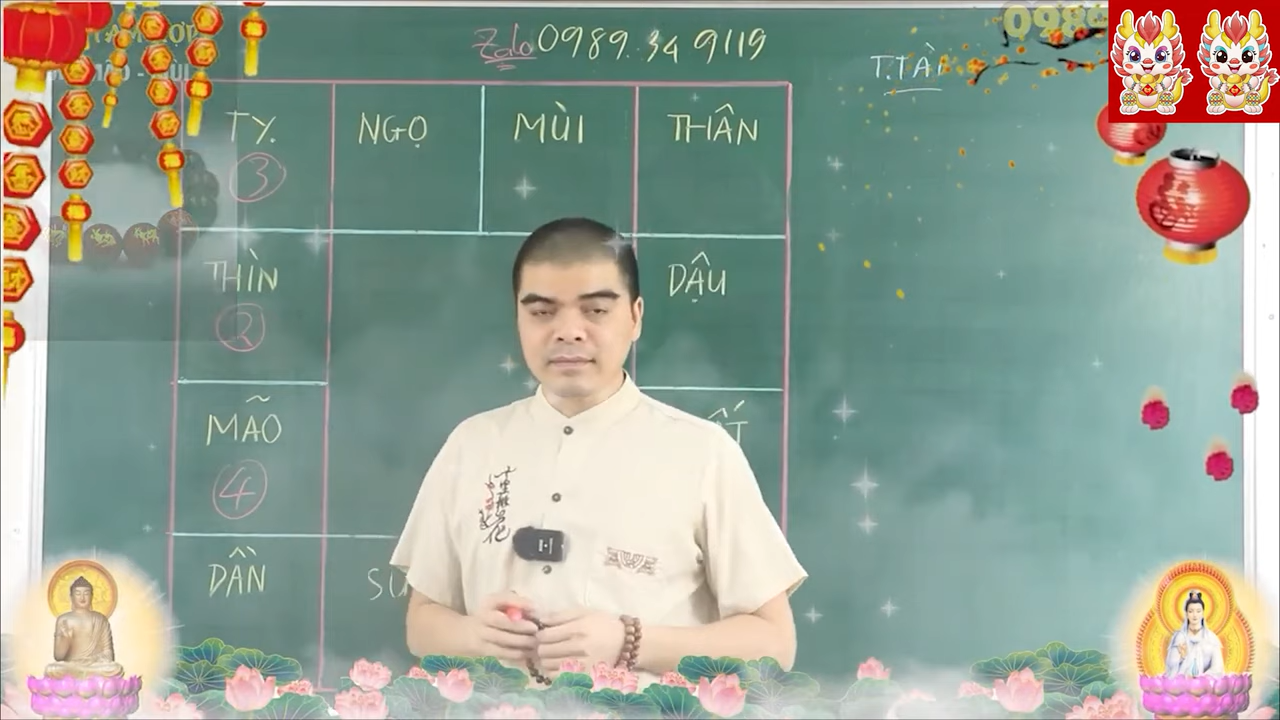 Zalo 0989.34 9119
T.TÀI
TỴ. NGỌ MÙI THÂN
③
THÌN DẬU
②
MÃO
④
DẦN